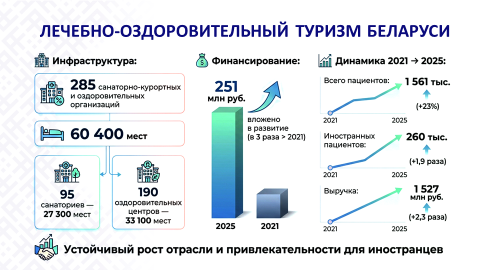 ЛЕЧЕБНО-ОЗДОРОВИТЕЛЬНЫЙ ТУРИЗМ БЕЛАРУСИ
Инфраструктура:
285 санаторно-курортных
и оздоровительных
организаций
60 400 мест
95
санаториев —
27 300 мест
190
оздоровительных
центров —
33 100 мест
Финансирование:
251
млн руб.
вложено
в развитие
(в 3 раза > 2021)
2025
2021
Динамика 2021 → 2025:
Всего пациентов:
1 561 тыс.
(+23%)
2021
2025
Иностранных
пациентов:
260 тыс.
(+1,9 раза)
2021
2025
Выручка:
1 527
млн руб.
(+2,3 раза)
2021
2025
Устойчивый рост отрасли и привлекательности для иностранцев